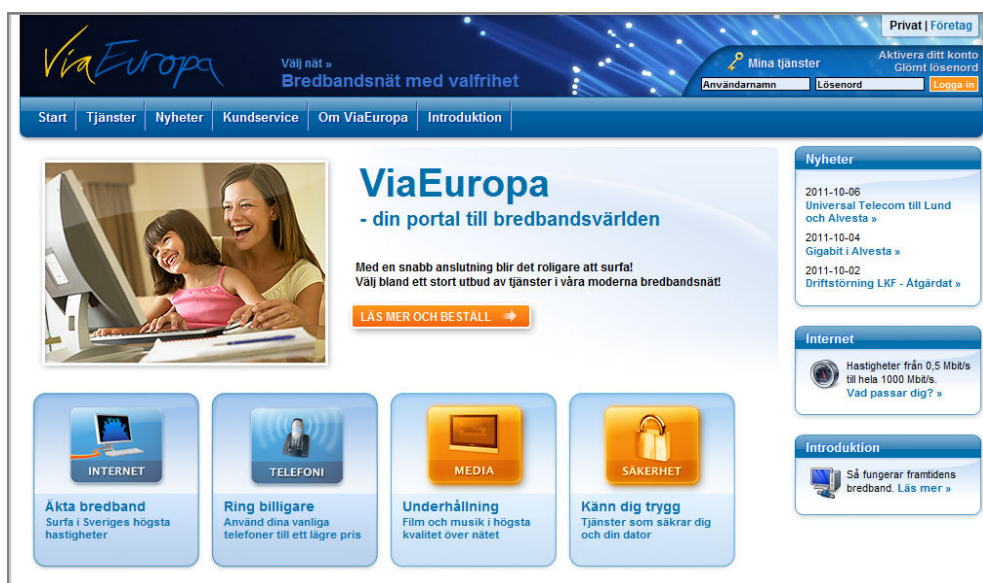 ViaEuropa
Välj nät »
Bredbandsnät med valfrihet
Privat | Företag
Mina tjänster
Aktivera ditt konto
Glömt lösenord
Användarnamn
Lösenord
Logga in
Start
Tjänster
Nyheter
Kundservice
Om ViaEuropa
Introduktion
ViaEuropa
- din portal till bredbandsvärlden
Med en snabb anslutning blir det roligare att surfa!
Välj bland ett stort utbud av tjänster i våra moderna bredbandsnät!
LÄS MER OCH BESTÄLL
Nyheter
2011-10-06
Universal Telecom till Lund
och Alvesta »
2011-10-04
Gigabit i Alvesta »
2011-10-02
Driftstörning LKF - Åtgärdat »
Internet
Hastigheter från 0,5 Mbit/s
till hela 1000 Mbit/s.
Vad passar dig? »
Introduktion
Så fungerar framtidens
bredband. Läs mer »
INTERNET
Äkta bredband
Surfa i Sveriges högsta
hastigheter
TELEFONI
Ring billigare
Använd dina vanliga
telefoner till ett lägre pris
MEDIA
Underhållning
Film och musik i högsta
kvalitet över nätet
SÄKERHET
Känn dig trygg
Tjänster som säkrar dig
och din dator